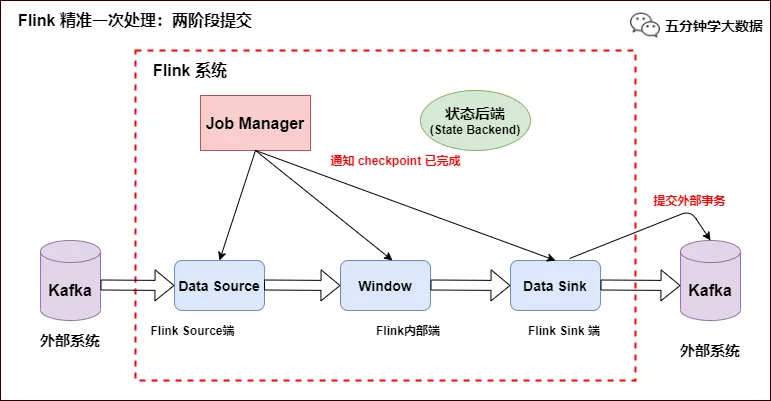 Flink 精准一次处理：两阶段提交
五分钟学大数据
Flink 系统
Job Manager
状态后端
(State Backend)
通知 checkpoint 已完成
提交外部事务
Kafka
Data Source
Window
Data Sink
Kafka
外部系统
Flink Source端
Flink内部端
Flink Sink 端
外部系统